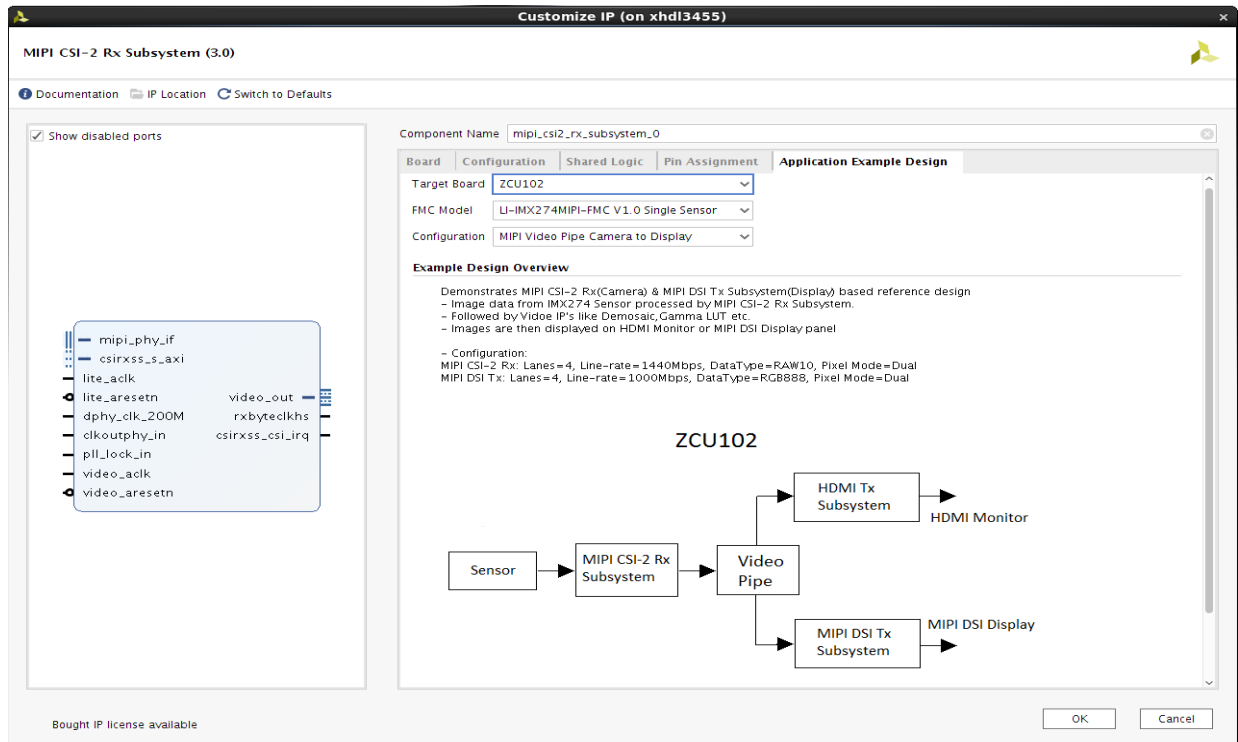 Customize IP (on xhdl3455)
MIPI CSI-2 Rx Subsystem (3.0)
Documentation IP Location Switch to Defaults
Show disabled ports
mipi_phy_if
csirxss_s_axi
lite_aclk
lite_aresetn video_out
dphy_clk_200M rxbyteclkhs
clkoutphy_in csirxss_csi_irq
pll_lock_in
video_aclk
video_aresetn
Component Name mipi_csi2_rx_subsystem_0
Board Configuration Shared Logic Pin Assignment Application Example Design
Target Board ZCU102
FMC Model LI-IMX274MIPI-FMC V1.0 Single Sensor
Configuration MIPI Video Pipe Camera to Display
Example Design Overview
Demonstrates MIPI CSI-2 Rx(Camera) & MIPI DSI Tx Subsystem(Display) based reference design
- Image data from IMX274 Sensor processed by MIPI CSI-2 Rx Subsystem.
- Followed by Vidoe IP's like Demosaic,Gamma LUT etc.
- Images are then displayed on HDMI Monitor or MIPI DSI Display panel
- Configuration:
MIPI CSI-2 Rx: Lanes=4, Line-rate=1440Mbps, DataType=RAW10, Pixel Mode=Dual
MIPI DSI Tx: Lanes=4, Line-rate=1000Mbps, DataType=RGB888, Pixel Mode=Dual
ZCU102
HDMI Tx
Subsystem
HDMI Monitor
Sensor
MIPI CSI-2 Rx
Subsystem
Video
Pipe
MIPI DSI Tx
Subsystem
MIPI DSI Display
Bought IP license available
OK Cancel